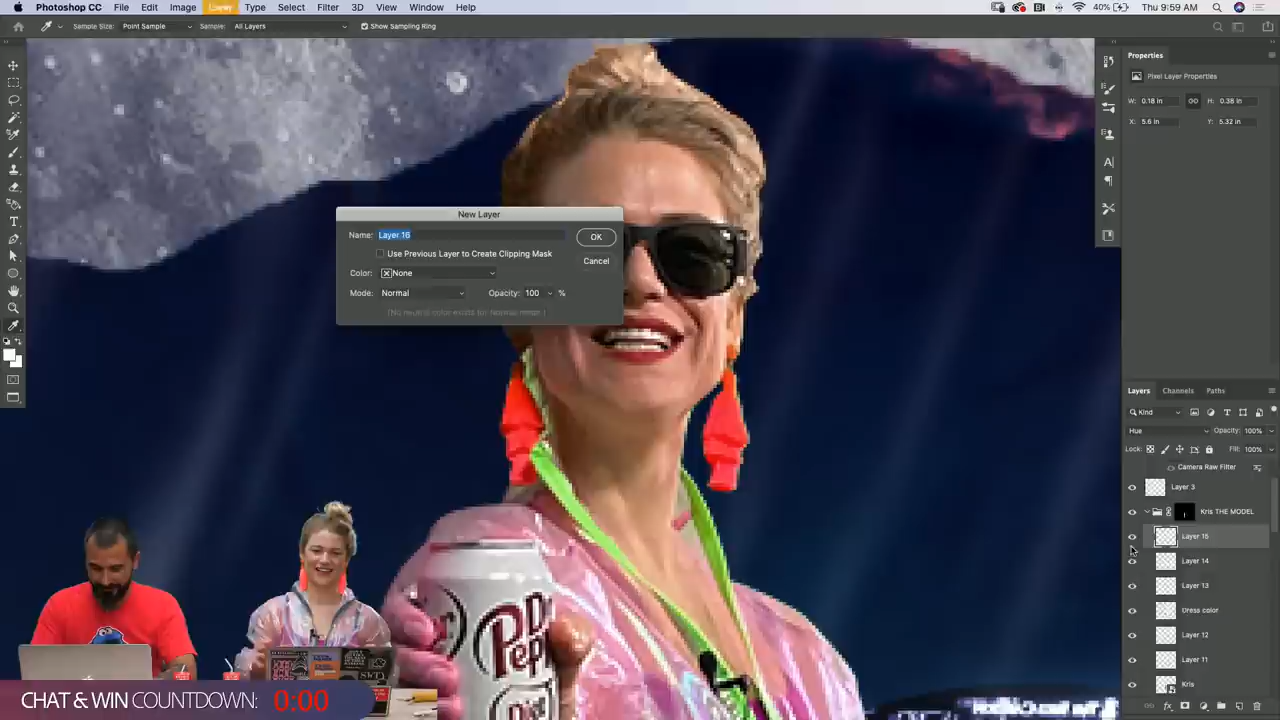 Photoshop CC File Edit Image Layer Type Select Filter 3D View Window Help 40% Thu 9:59 AM
Sample Size: Point Sample Sample: All Layers Show Sampling Ring
Properties
Pixel Layer Properties
W: 0.18 in H: 0.38 in
X: 5.6 in Y: 5.32 in
New Layer
Name: Layer 16 OK
Use Previous Layer to Create Clipping Mask
Cancel
Color: None
Mode: Normal Opacity: 100 %
(No neutral color exists for Normal mode.)
Layers Channels Paths
Kind
Hue Opacity: 100%
Lock: Fill: 100%
Camera Raw Filter
Layer 3
Kris THE MODEL
Layer 15
Layer 14
Layer 13
Dress color
Layer 12
Layer 11
Kris
CHAT & WIN COUNTDOWN: 0:00